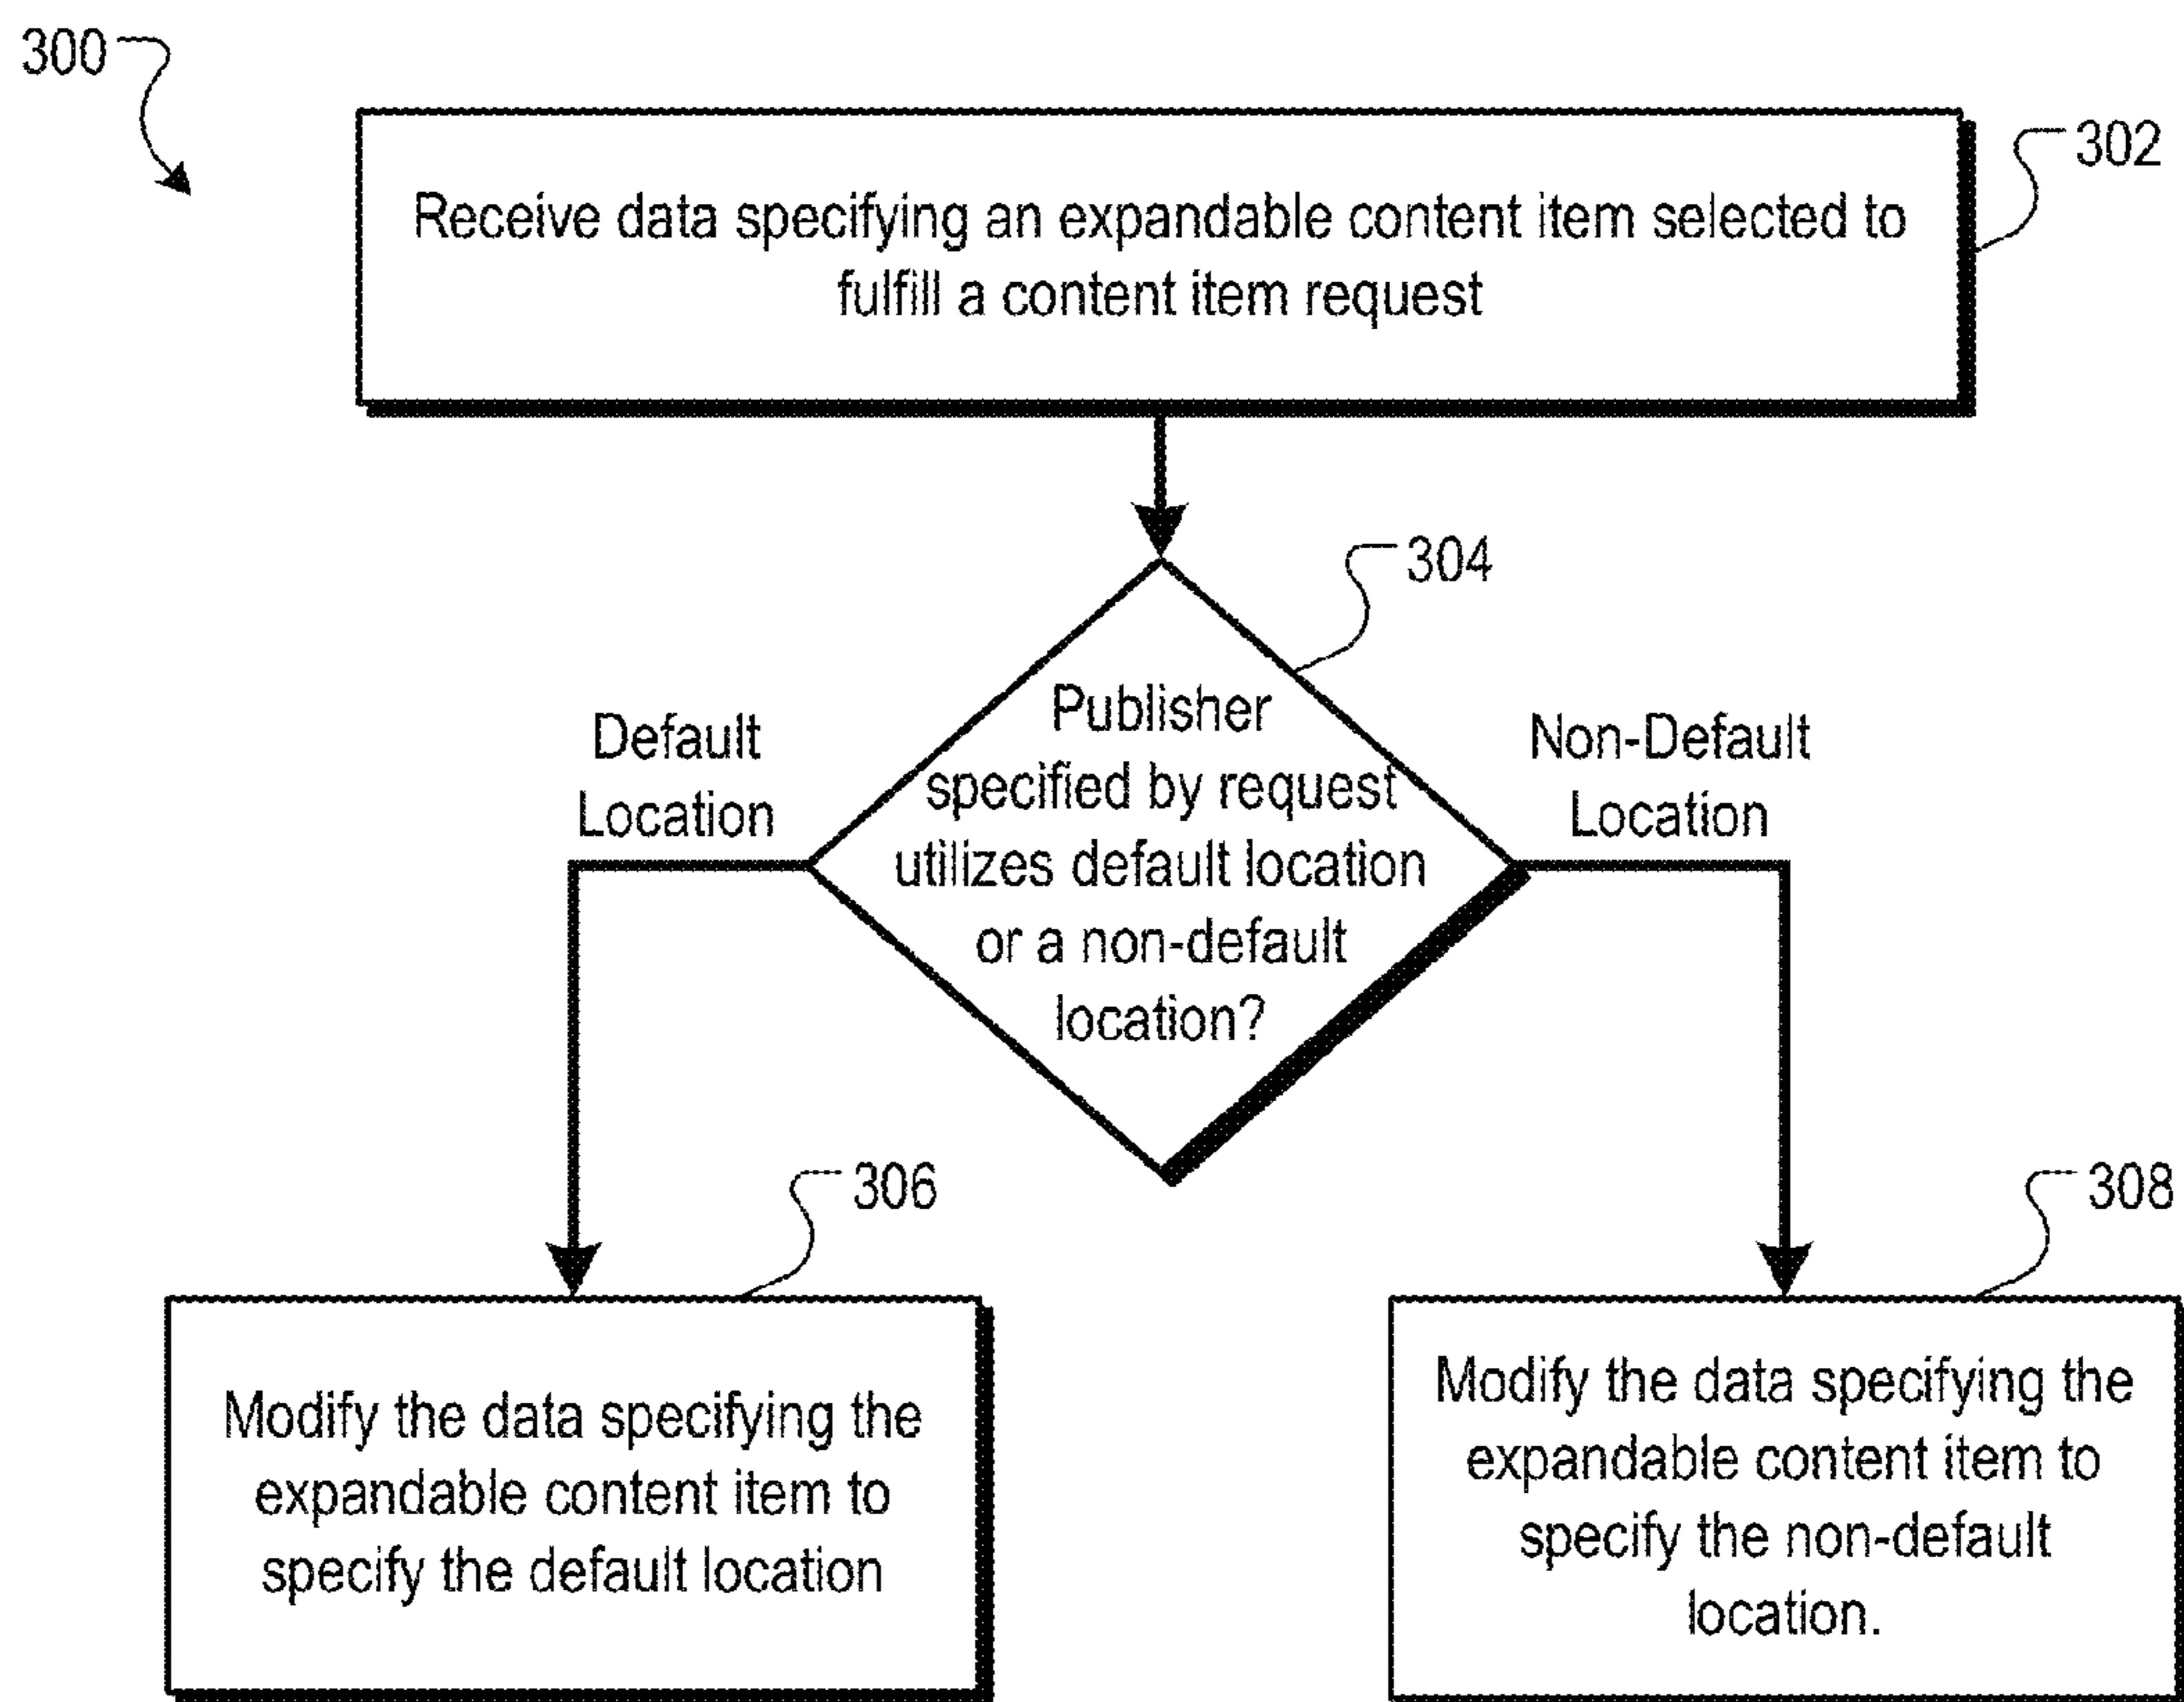 300
302
Receive data specifying an expandable content item selected to
fulfill a content item request
304
Publisher
specified by request
utilizes default location
or a non-default
location?
Default
Location
Non-Default
Location
306
Modify the data specifying the
expandable content item to
specify the default location
308
Modify the data specifying the
expandable content item to
specify the non-default
location.